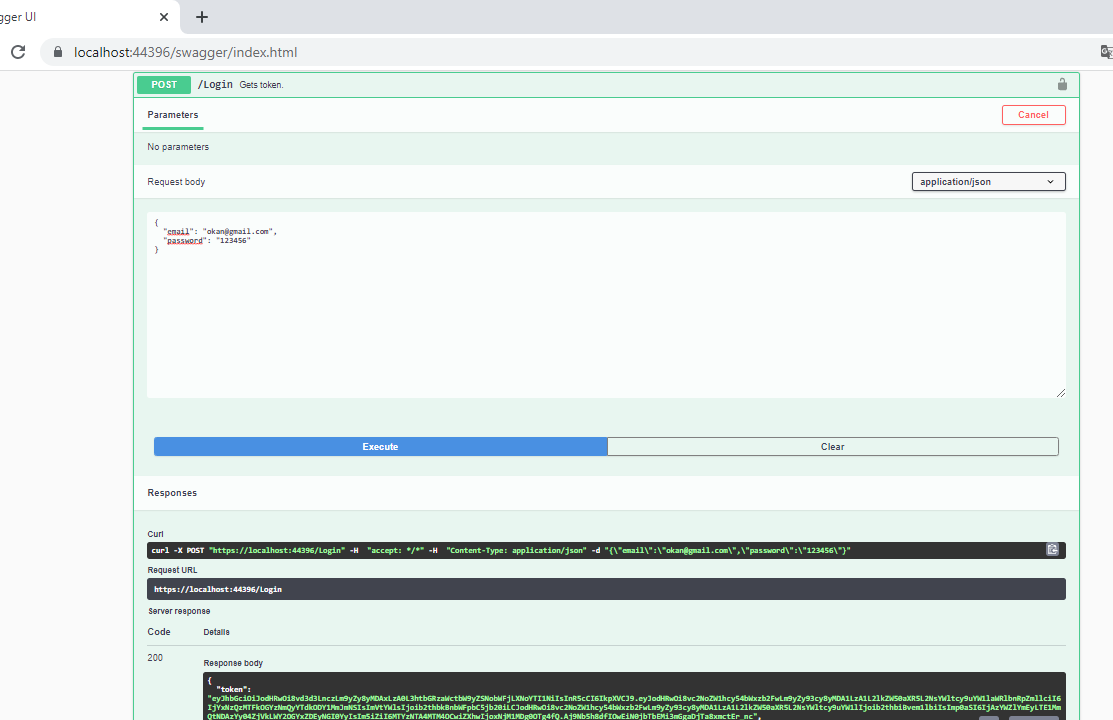 gger UI
localhost:44396/swagger/index.html
POST /Login Gets token.
Parameters
Cancel
No parameters
Request body
application/json
{
"email": "okan@gmail.com",
"password": "123456"
}
Execute
Clear
Responses
Curl
curl -X POST "https://localhost:44396/Login" -H "accept: */*" -H "Content-Type: application/json" -d "{\"email\":\"okan@gmail.com\",\"password\":\"123456\"}"
Request URL
https://localhost:44396/Login
Server response
Code
Details
200
Response body
{
"token":